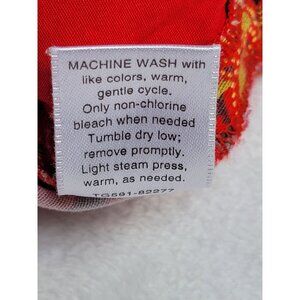 MACHINE WASH with
like colors, warm,
gentle cycle.
Only non-chlorine
bleach when needed
Tumble dry low;
remove promptly.
Light steam press,
warm, as needed.